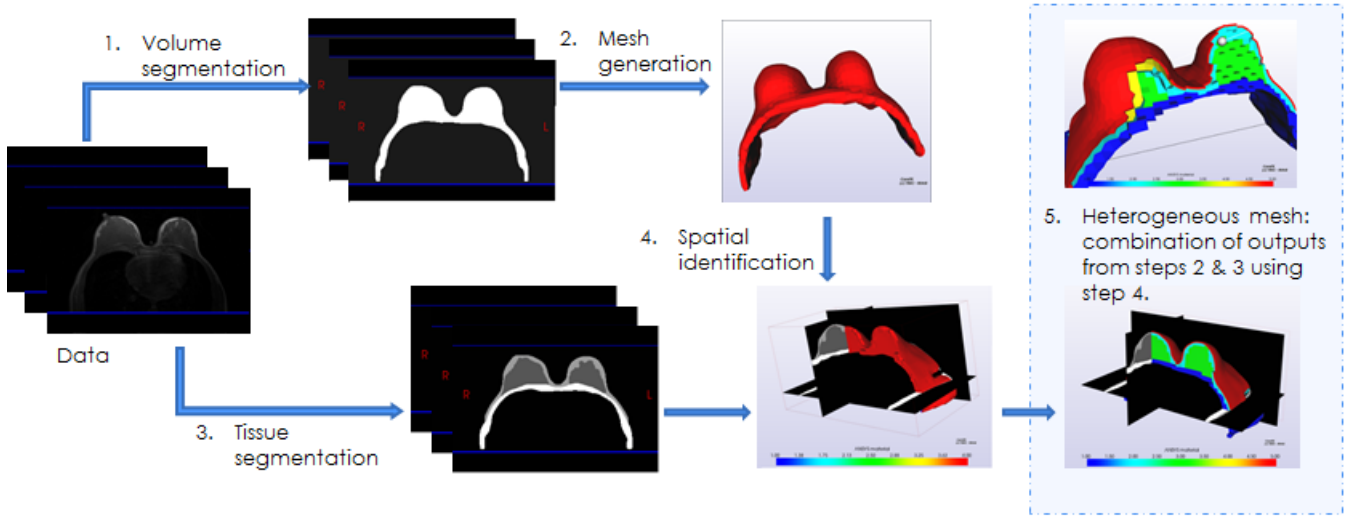 1. Volume
segmentation
2. Mesh
generation
R
R
R
L
Data
3. Tissue
segmentation
R
R
R
L
4. Spatial
identification
5. Heterogeneous mesh:
combination of outputs
from steps 2 & 3 using
step 4.